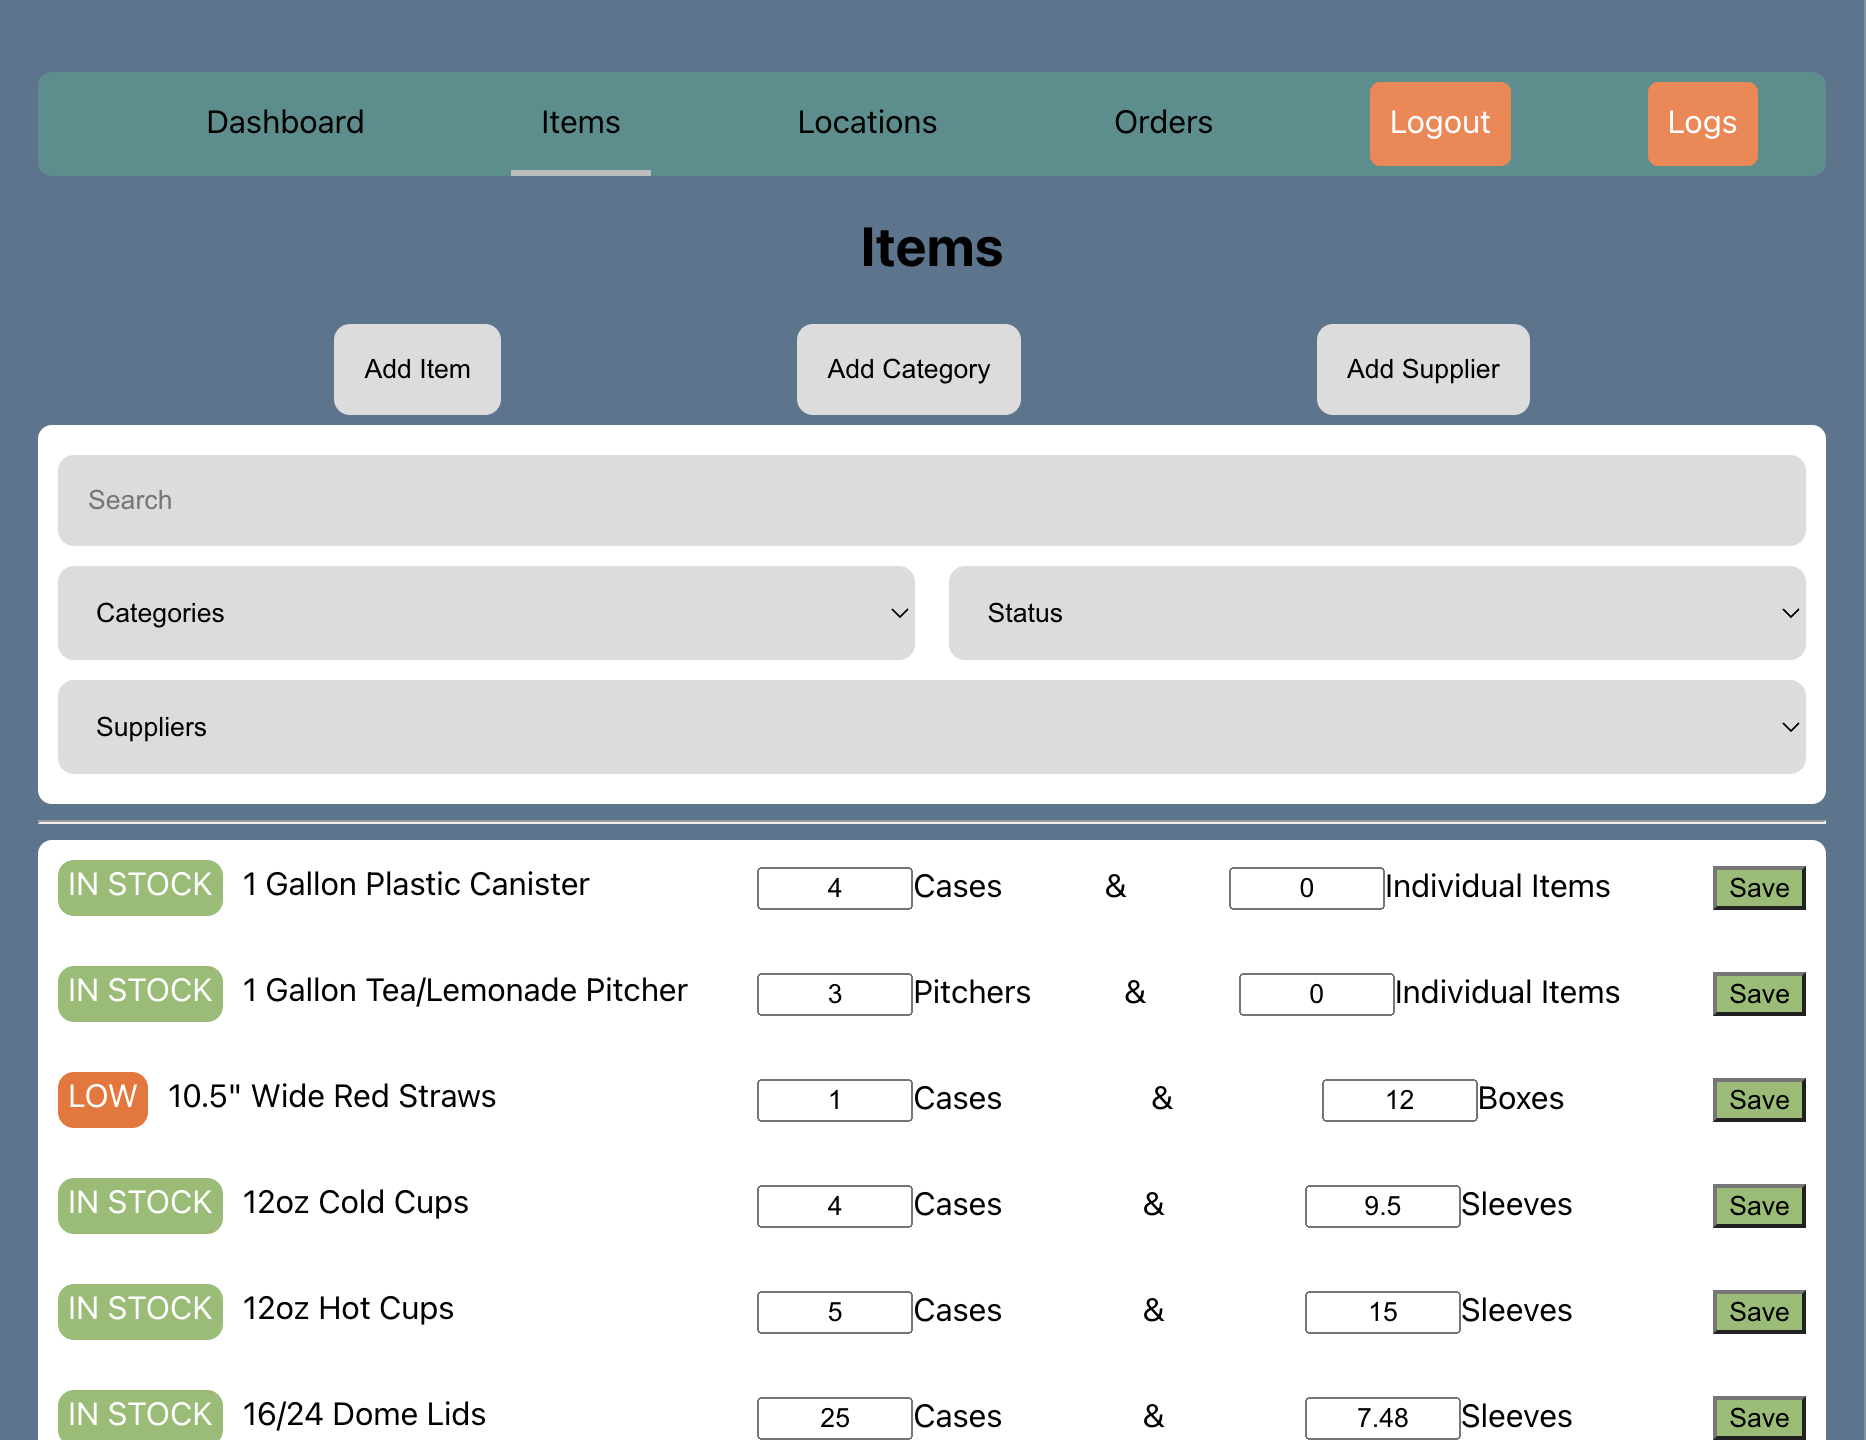 Dashboard Items Locations Orders Logout Logs
Items
Add Item Add Category Add Supplier
Search
Categories Status
Suppliers
IN STOCK 1 Gallon Plastic Canister 4 Cases & 0 Individual Items Save
IN STOCK 1 Gallon Tea/Lemonade Pitcher 3 Pitchers & 0 Individual Items Save
LOW 10.5" Wide Red Straws 1 Cases & 12 Boxes Save
IN STOCK 12oz Cold Cups 4 Cases & 9.5 Sleeves Save
IN STOCK 12oz Hot Cups 5 Cases & 15 Sleeves Save
IN STOCK 16/24 Dome Lids 25 Cases & 7.48 Sleeves Save